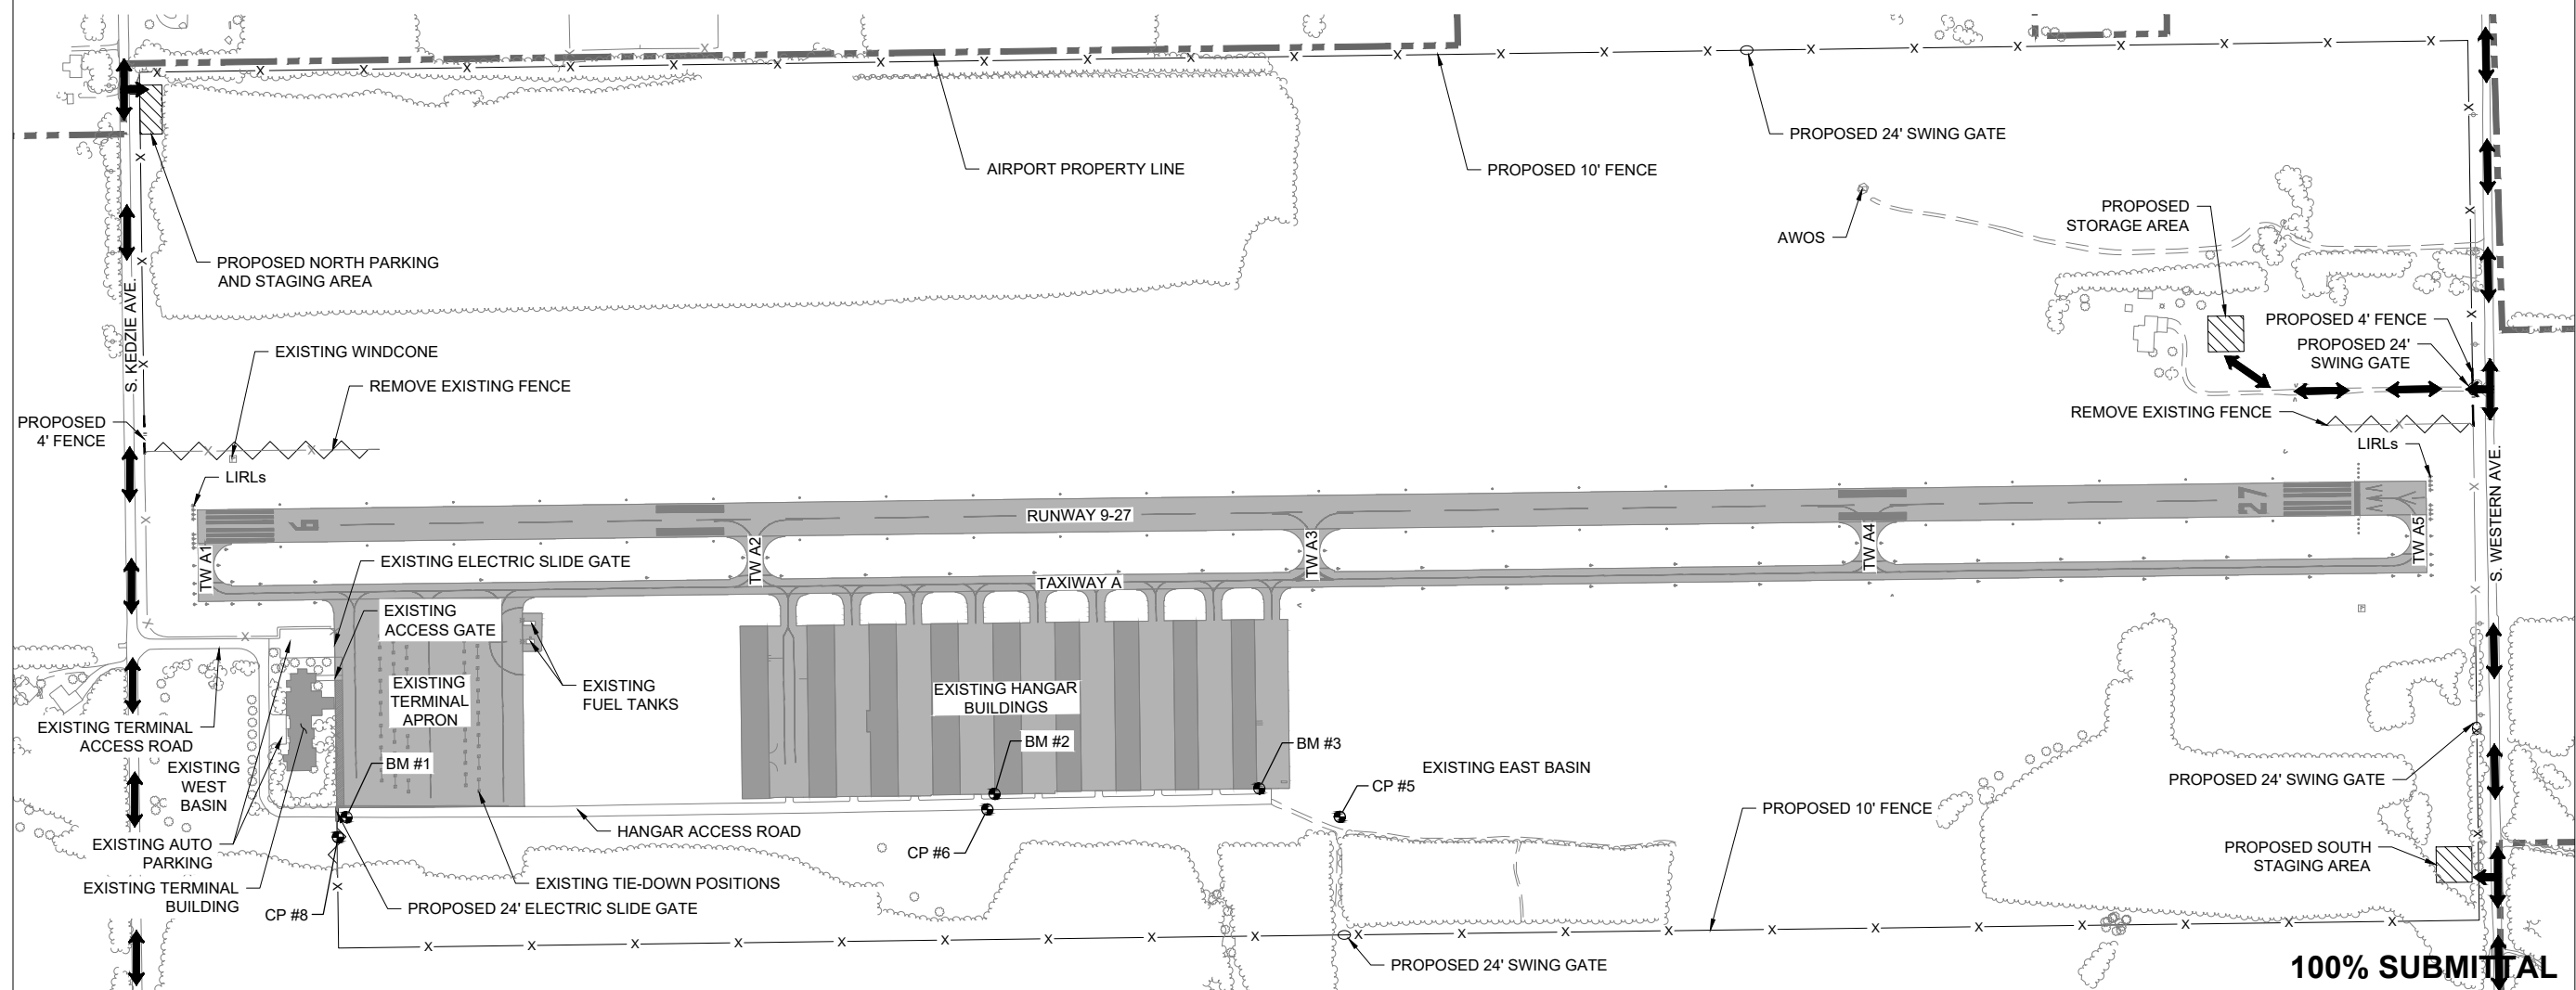 PROPOSED 24' SWING GATE
AIRPORT PROPERTY LINE
PROPOSED 10' FENCE
PROPOSED
STORAGE AREA
AWOS
PROPOSED NORTH PARKING
AND STAGING AREA
S. KEDZIE AVE.
PROPOSED 4' FENCE
PROPOSED 24'
SWING GATE
EXISTING WINDCONE
REMOVE EXISTING FENCE
REMOVE EXISTING FENCE
PROPOSED
4' FENCE
LIRLs
LIRLs
S. WESTERN AVE.
9
RUNWAY 9-27
27
TW A1
TW A2
TW A3
TW A4
TW A5
EXISTING ELECTRIC SLIDE GATE
TAXIWAY A
EXISTING
ACCESS GATE
EXISTING
TERMINAL
APRON
EXISTING
FUEL TANKS
EXISTING HANGAR
BUILDINGS
EXISTING TERMINAL
ACCESS ROAD
BM #1
BM #2
BM #3
EXISTING
WEST
BASIN
EXISTING EAST BASIN
CP #5
PROPOSED 24' SWING GATE
PROPOSED 10' FENCE
HANGAR ACCESS ROAD
EXISTING AUTO
PARKING
CP #6
PROPOSED SOUTH
STAGING AREA
EXISTING TERMINAL
BUILDING
EXISTING TIE-DOWN POSITIONS
CP #8
PROPOSED 24' ELECTRIC SLIDE GATE
PROPOSED 24' SWING GATE
100% SUBMITTAL